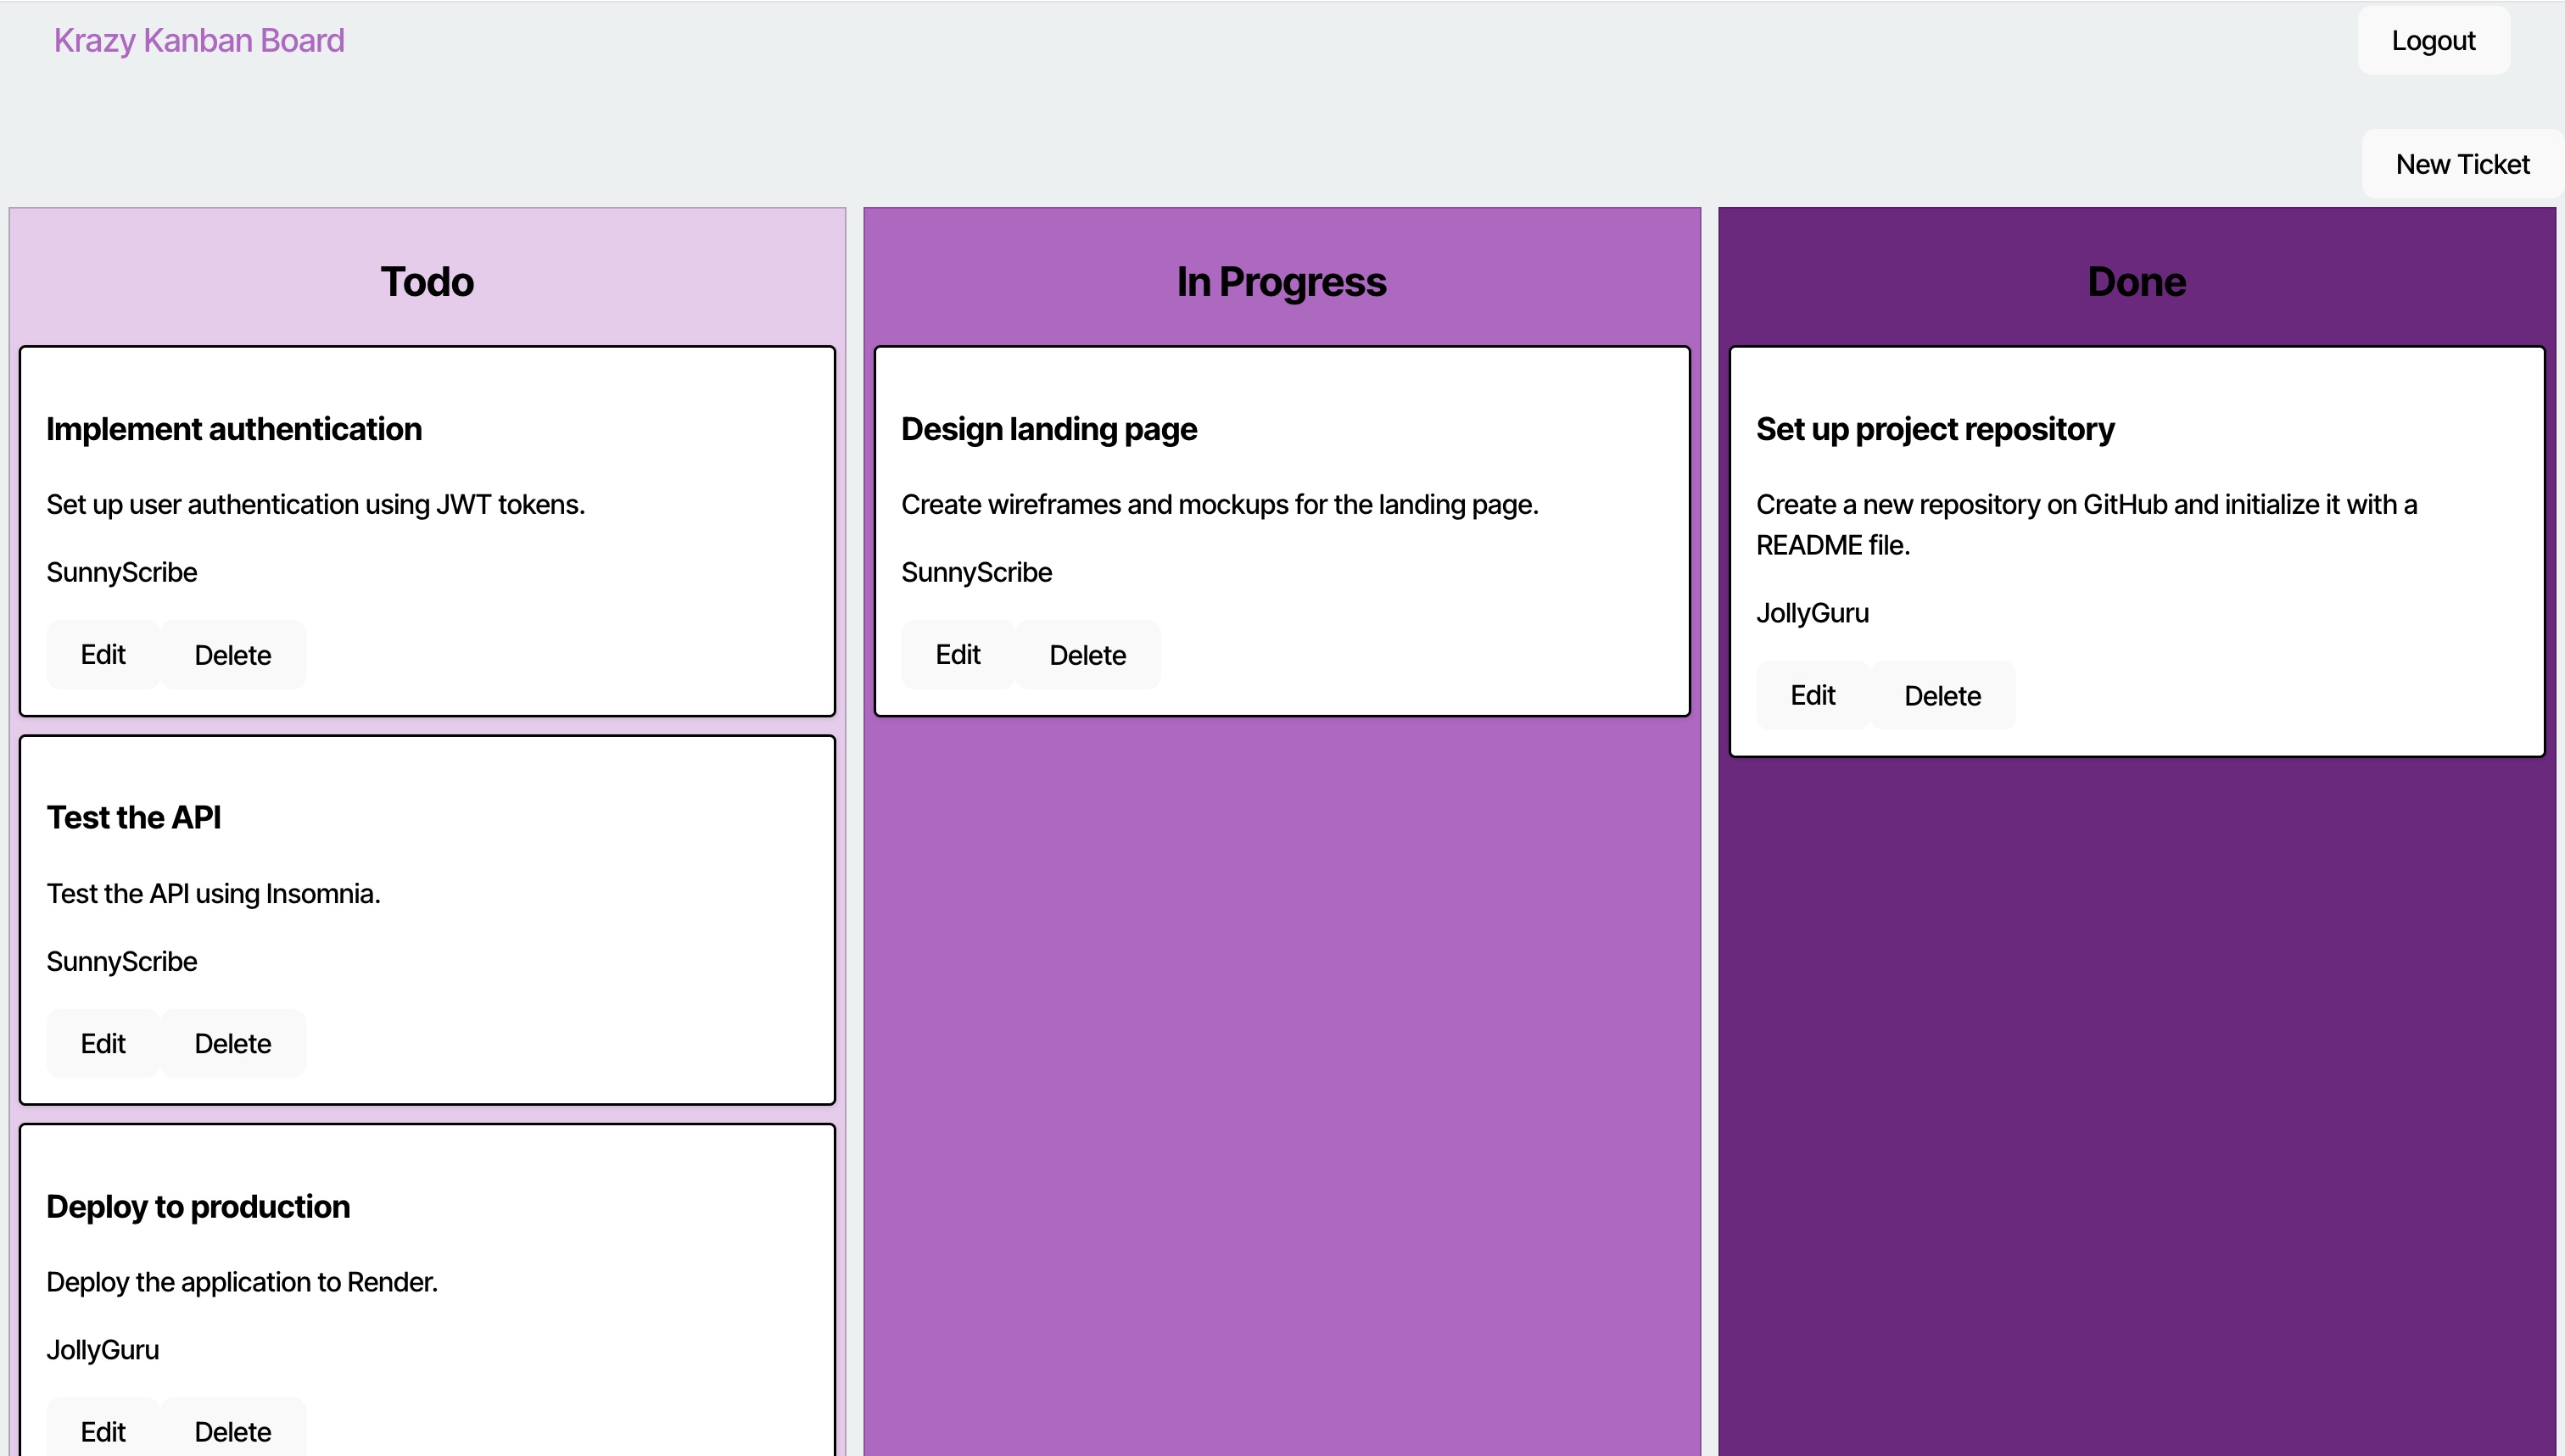 Krazy Kanban Board
Logout
New Ticket
Todo
Implement authentication
Set up user authentication using JWT tokens.
SunnyScribe
Edit
Delete
Test the API
Test the API using Insomnia.
SunnyScribe
Edit
Delete
Deploy to production
Deploy the application to Render.
JollyGuru
Edit
Delete
In Progress
Design landing page
Create wireframes and mockups for the landing page.
SunnyScribe
Edit
Delete
Done
Set up project repository
Create a new repository on GitHub and initialize it with a
README file.
JollyGuru
Edit
Delete